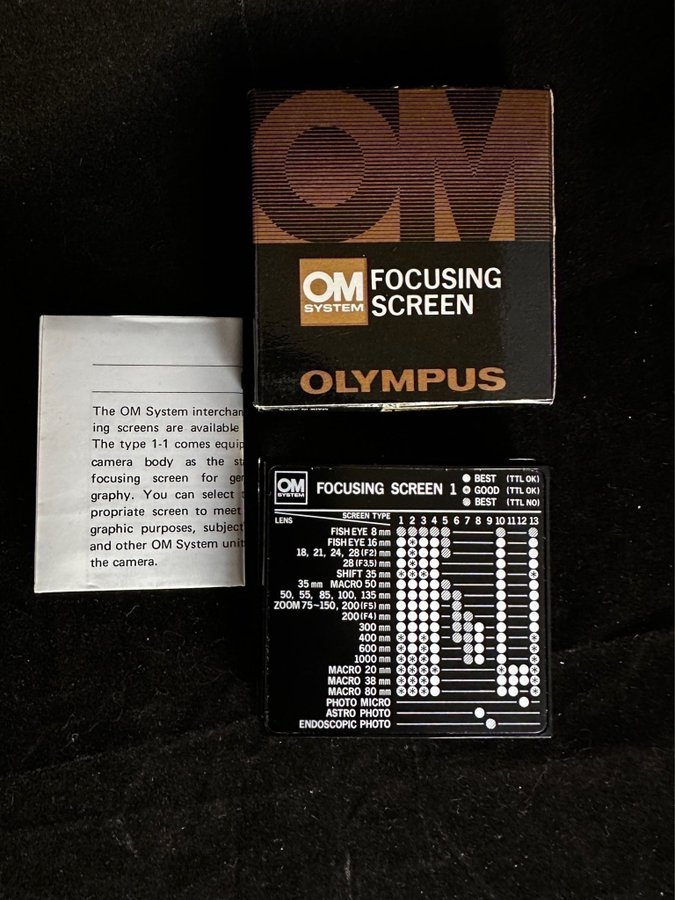 OM
OM
SYSTEM
FOCUSING
SCREEN
OLYMPUS
The OM System interchan
ing screens are available
The type 1-1 comes equip
camera body as the st
focusing screen for gen
graphy. You can select
propriate screen to meet
graphic purposes, subject
and other OM System unit
the camera.
OM
SYSTEM
FOCUSING SCREEN 1
BEST (TTL OK)
GOOD (TTL OK)
BEST (TTL NO)
SCREEN TYPE
LENS
1 2 3 4 5 6 7 8 9 10 11 12 13
FISH EYE 8 mm
FISH EYE 16 mm
18, 21, 24, 28 (F2) mm
28 (F3.5) mm
SHIFT 35 mm
35 mm MACRO 50 mm
50, 55, 85, 100, 135 mm
ZOOM 75~150, 200 (F5) mm
200 (F4) mm
300 mm
400 mm
600 mm
1000 mm
MACRO 20 mm
MACRO 38 mm
MACRO 80 mm
PHOTO MICRO
ASTRO PHOTO
ENDOSCOPIC PHOTO